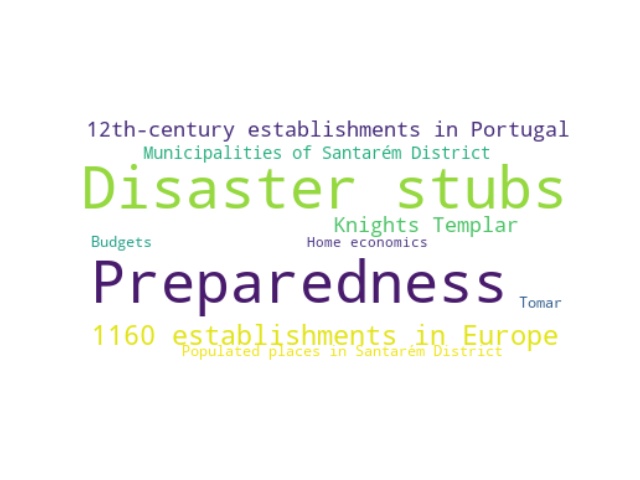 12th-century establishments in Portugal
Municipalities of Santarém District
Disaster stubs
Knights Templar
Budgets
Home economics
Preparedness
Tomar
1160 establishments in Europe
Populated places in Santarém District